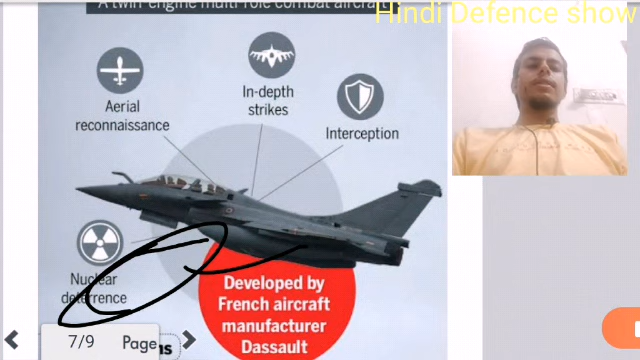 A twin-engine multi-role combat aircraft
Hindi Defence show
Aerial
reconnaissance
In-depth
strikes
Interception
Nuclear
deterrence
Developed by
French aircraft
manufacturer
Dassault
7/9 Page